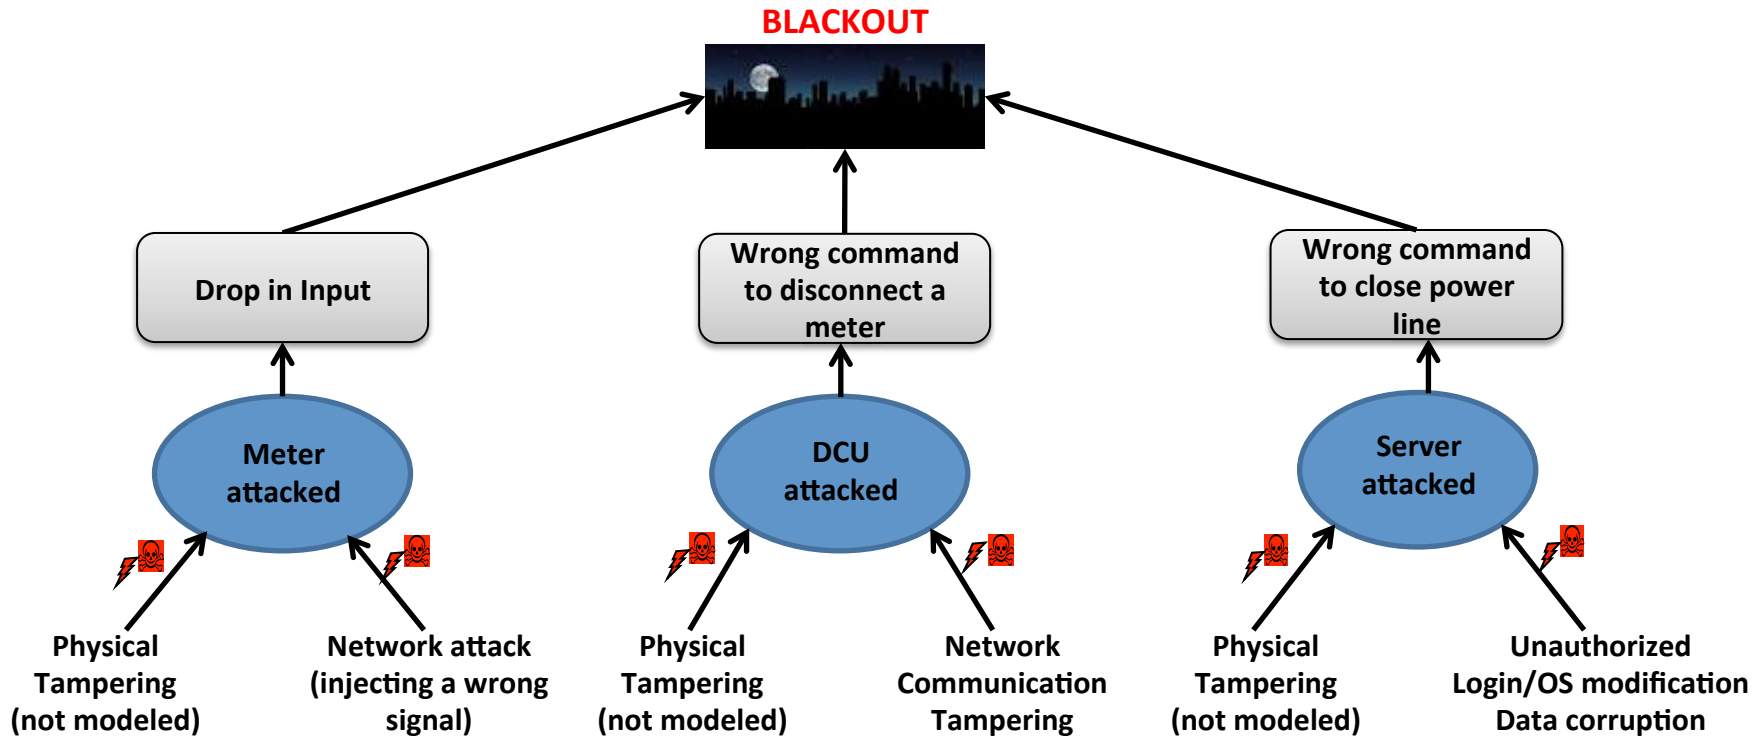 BLACKOUT
Drop in Input
Wrong command
to disconnect a
meter
Wrong command
to close power
line
Meter
attacked
DCU
attacked
Server
attacked
Physical
Tampering
(not modeled)
Network attack
(injecting a wrong
signal)
Physical
Tampering
(not modeled)
Network
Communication
Tampering
Physical
Tampering
(not modeled)
Unauthorized
Login/OS modification
Data corruption